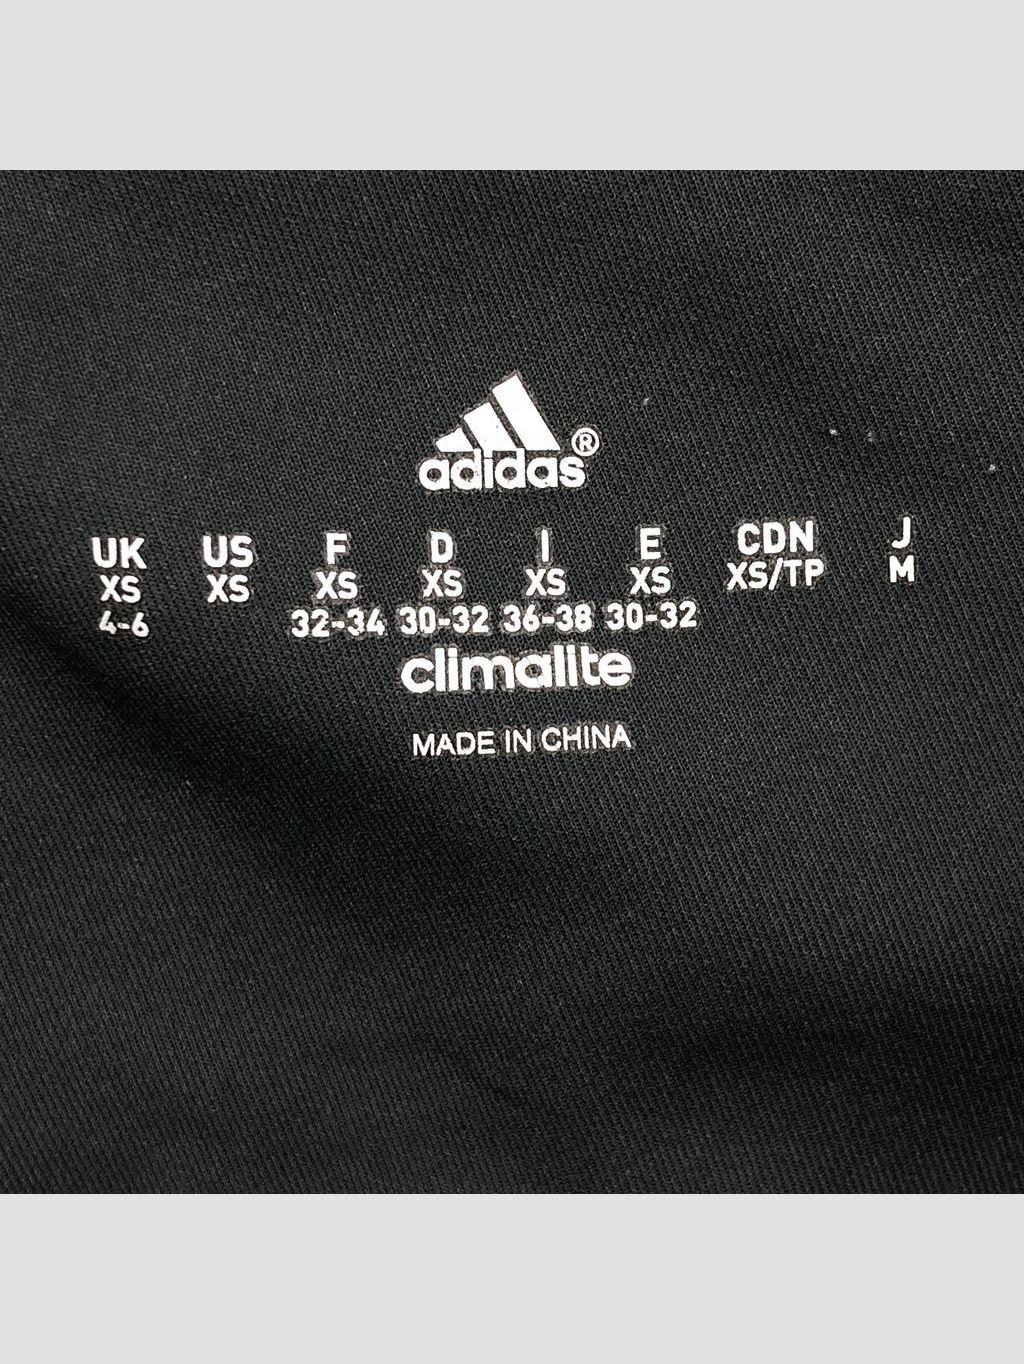 adidas®
UK US F D I E CDN J
XS XS XS XS XS XS XS/TP M
4-6 32-34 30-32 36-38 30-32
climalite
MADE IN CHINA